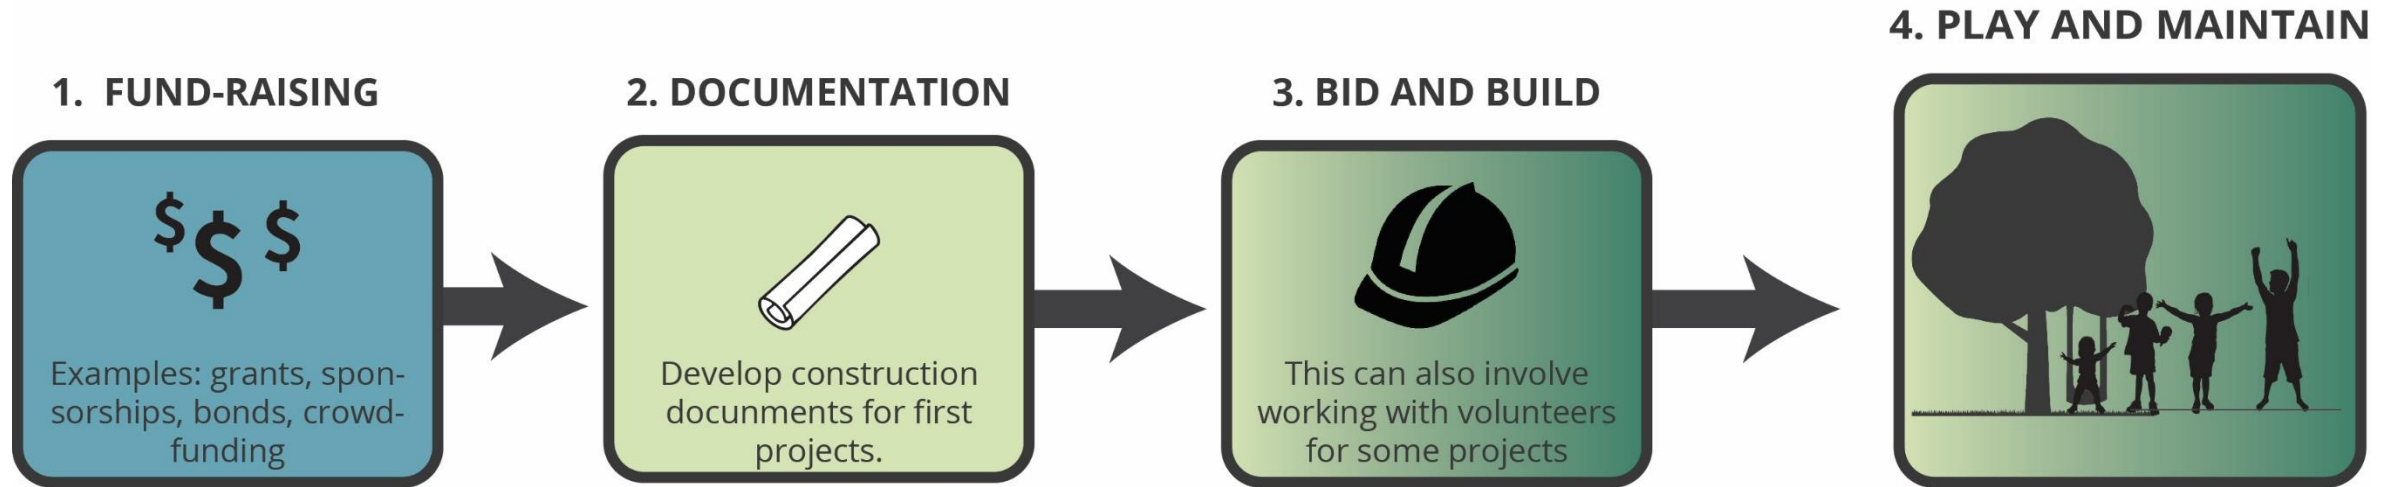 1. FUND-RAISING
$ $ $
Examples: grants, spon-
sorships, bonds, crowd-
funding
2. DOCUMENTATION
Develop construction
docunments for first
projects.
3. BID AND BUILD
This can also involve
working with volunteers
for some projects
4. PLAY AND MAINTAIN